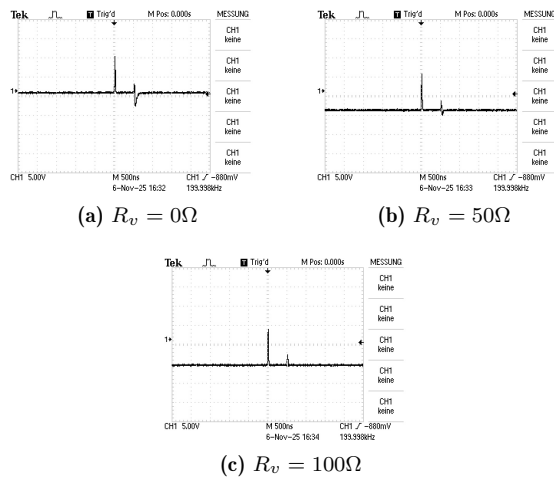 Tek Trig'd M Pos: 0.000s MESSUNG
CH1
keine
CH1
keine
1 CH1
keine
CH1
keine
CH1
keine
CH1 5.00V M 500ns CH1 -880mV
6-Nov-25 16:32 199.998kHz
(a) R_v = 0Ω
Tek Trig'd M Pos: 0.000s MESSUNG
CH1
keine
CH1
keine
1 CH1
keine
CH1
keine
CH1
keine
CH1 5.00V M 500ns CH1 -880mV
6-Nov-25 16:33 199.998kHz
(b) R_v = 50Ω
Tek Trig'd M Pos: 0.000s MESSUNG
CH1
keine
CH1
keine
1 CH1
keine
CH1
keine
CH1
keine
CH1 5.00V M 500ns CH1 -880mV
6-Nov-25 16:34 199.998kHz
(c) R_v = 100Ω